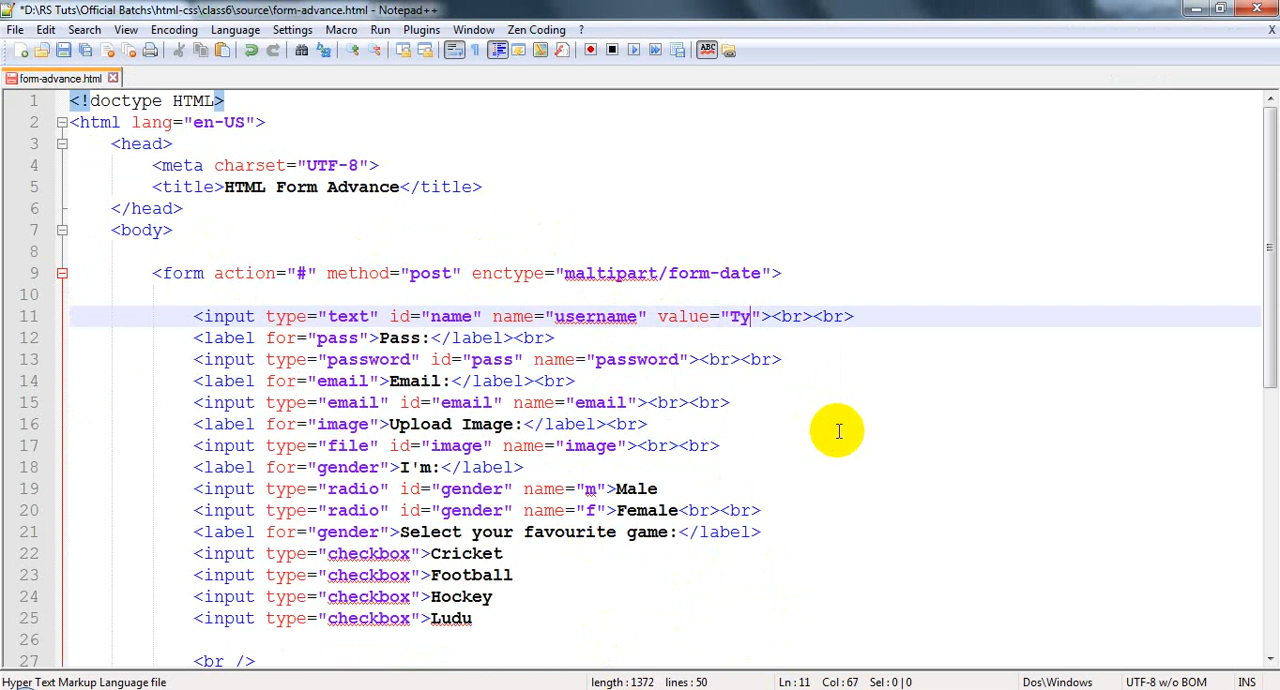 *D:\RS Tuts\Official Batchs\html-css\class6\source\form-advance.html - Notepad++
File Edit Search View Encoding Language Settings Macro Run Plugins Window Zen Coding ? X
form-advance.html
1 <!doctype HTML>
2 <html lang="en-US">
3 <head>
4 <meta charset="UTF-8">
5 <title>HTML Form Advance</title>
6 </head>
7 <body>
8
9 <form action="#" method="post" enctype="maltipart/form-date">
10
11 <input type="text" id="name" name="username" value="Ty"><br><br>
12 <label for="pass">Pass:</label><br>
13 <input type="password" id="pass" name="password"><br><br>
14 <label for="email">Email:</label><br>
15 <input type="email" id="email" name="email"><br><br>
16 <label for="image">Upload Image:</label><br>
17 <input type="file" id="image" name="image"><br><br>
18 <label for="gender">I'm:</label>
19 <input type="radio" id="gender" name="m">Male
20 <input type="radio" id="gender" name="f">Female<br><br>
21 <label for="gender">Select your favourite game:</label>
22 <input type="checkbox">Cricket
23 <input type="checkbox">Football
24 <input type="checkbox">Hockey
25 <input type="checkbox">Ludu
26
27 <br />
Hyper Text Markup Language file length : 1372 lines : 50 Ln : 11 Col : 67 Sel : 0 | 0 Dos\Windows UTF-8 w/o BOM INS